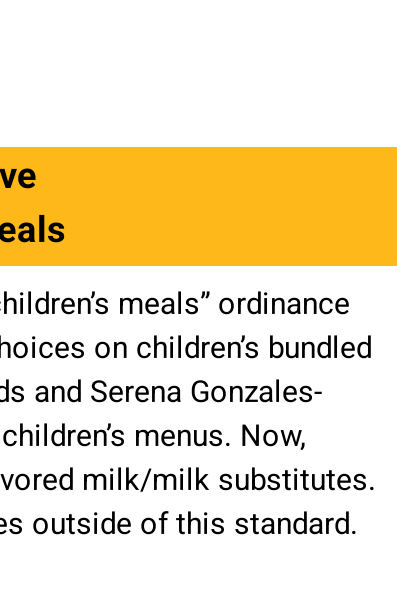 ve
eals
children’s meals” ordinance
hoices on children’s bundled
ds and Serena Gonzales-
children’s menus. Now,
vored milk/milk substitutes.
es outside of this standard.